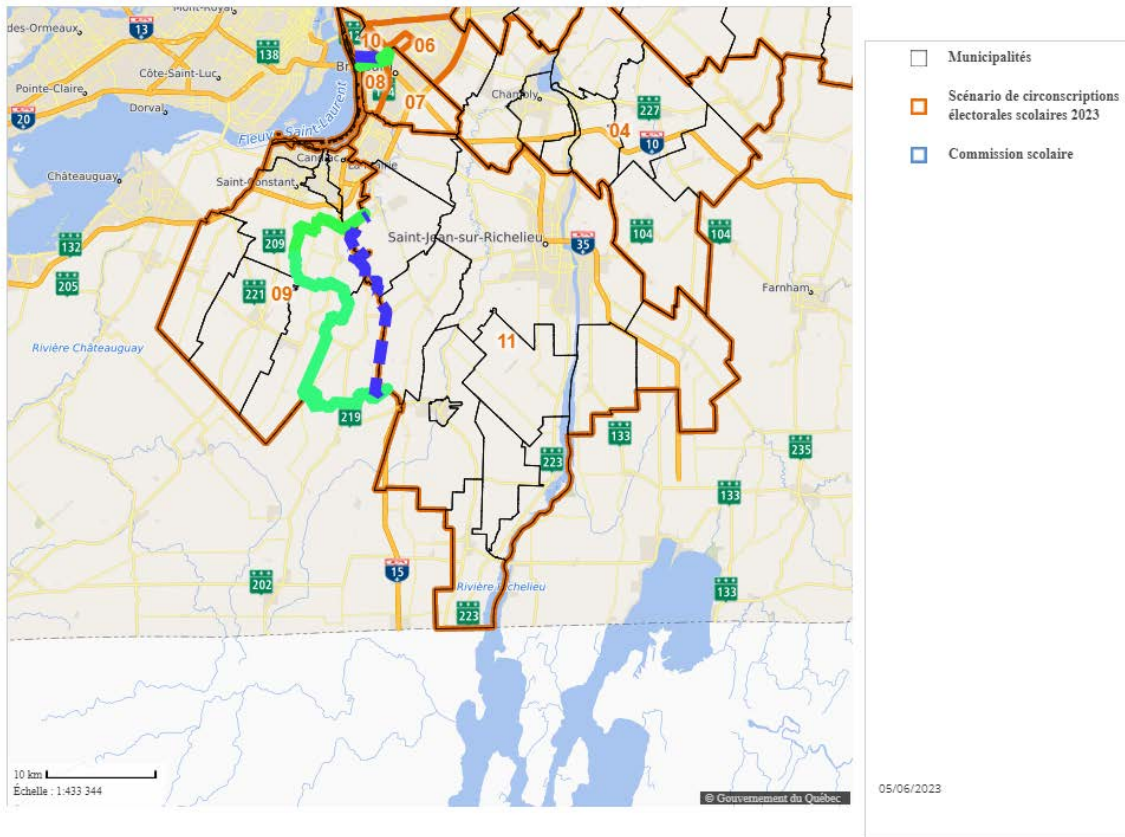 Mont-Royal
des-Ormeaux
13
10
06
138
Côte-Saint-Luc
08
Pointe-Claire
Chambly
227
07
Dorval
20
Fleuve Saint-Laurent
04
10
Candiac
Châteauguay
Saint-Constant
209
Saint-Jean-sur-Richelieu
104
104
132
35
205
221
09
Farnham
Rivière Châteauguay
11
219
133
235
223
133
15
202
Rivière Richelieu
133
223
10 km
Échelle : 1:433 344
© Gouvernement du Québec
Municipalités
Scénario de circonscriptions
électorales scolaires 2023
Commission scolaire
05/06/2023